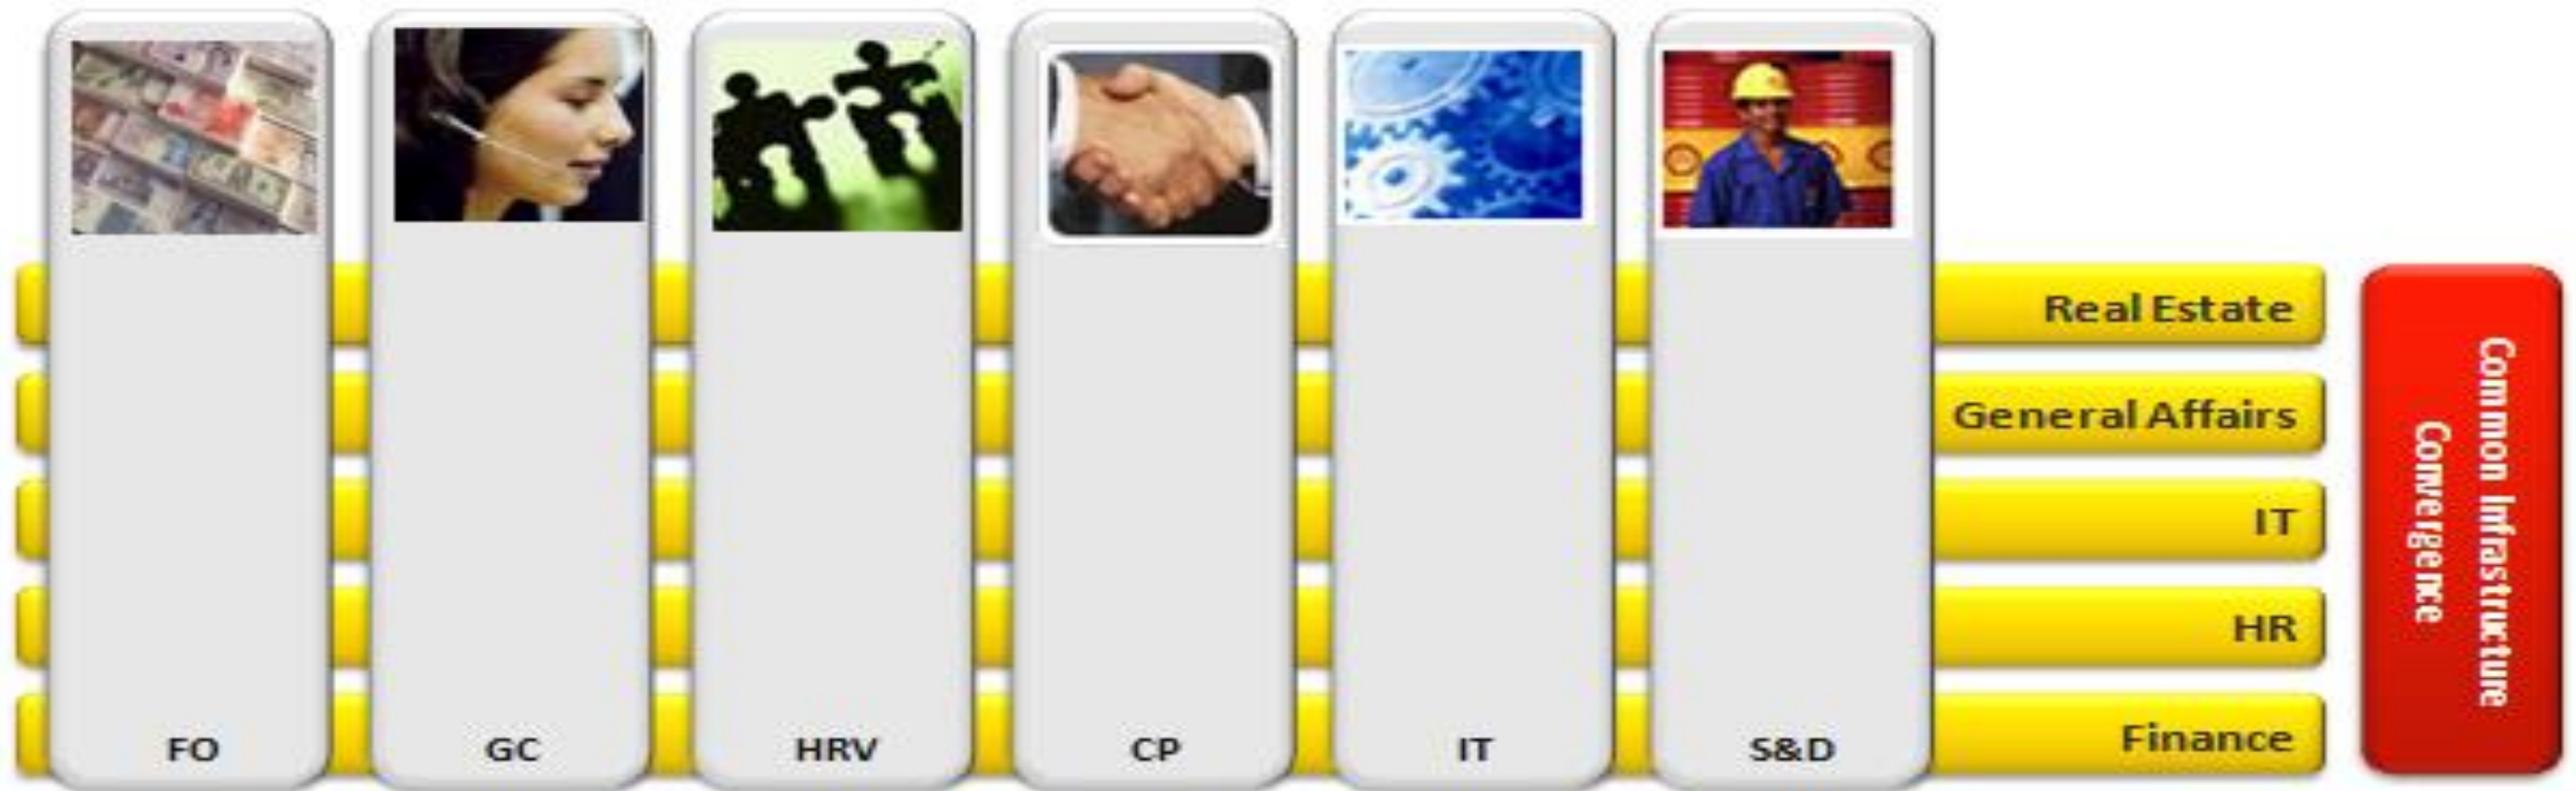 Real Estate
General Affairs
IT
HR
Finance
FO
GC
HRV
CP
IT
S&D
Common Infrastructure
Convergence